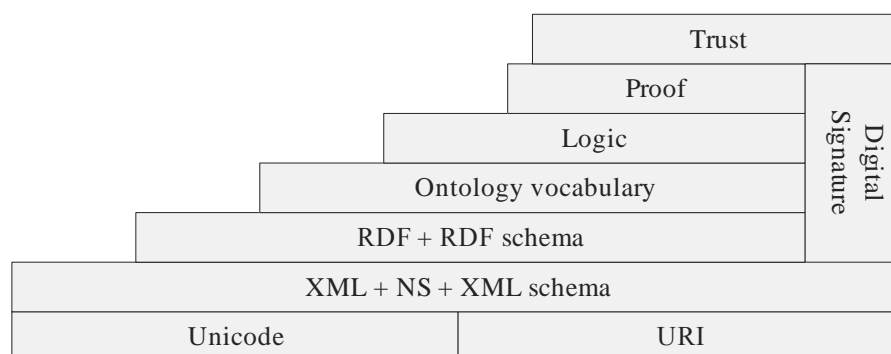 Trust
Proof
Digital
Signature
Logic
Ontology vocabulary
RDF + RDF schema
XML + NS + XML schema
Unicode
URI